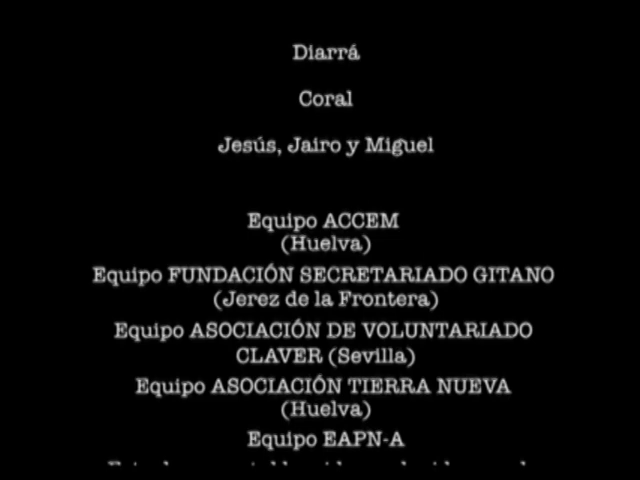 Diarrá
Coral
Jesús, Jairo y Miguel
Equipo ACCEM
(Huelva)
Equipo FUNDACIÓN SECRETARIADO GITANO
(Jerez de la Frontera)
Equipo ASOCIACIÓN DE VOLUNTARIADO
CLAVER (Sevilla)
Equipo ASOCIACIÓN TIERRA NUEVA
(Huelva)
Equipo EAPN-A